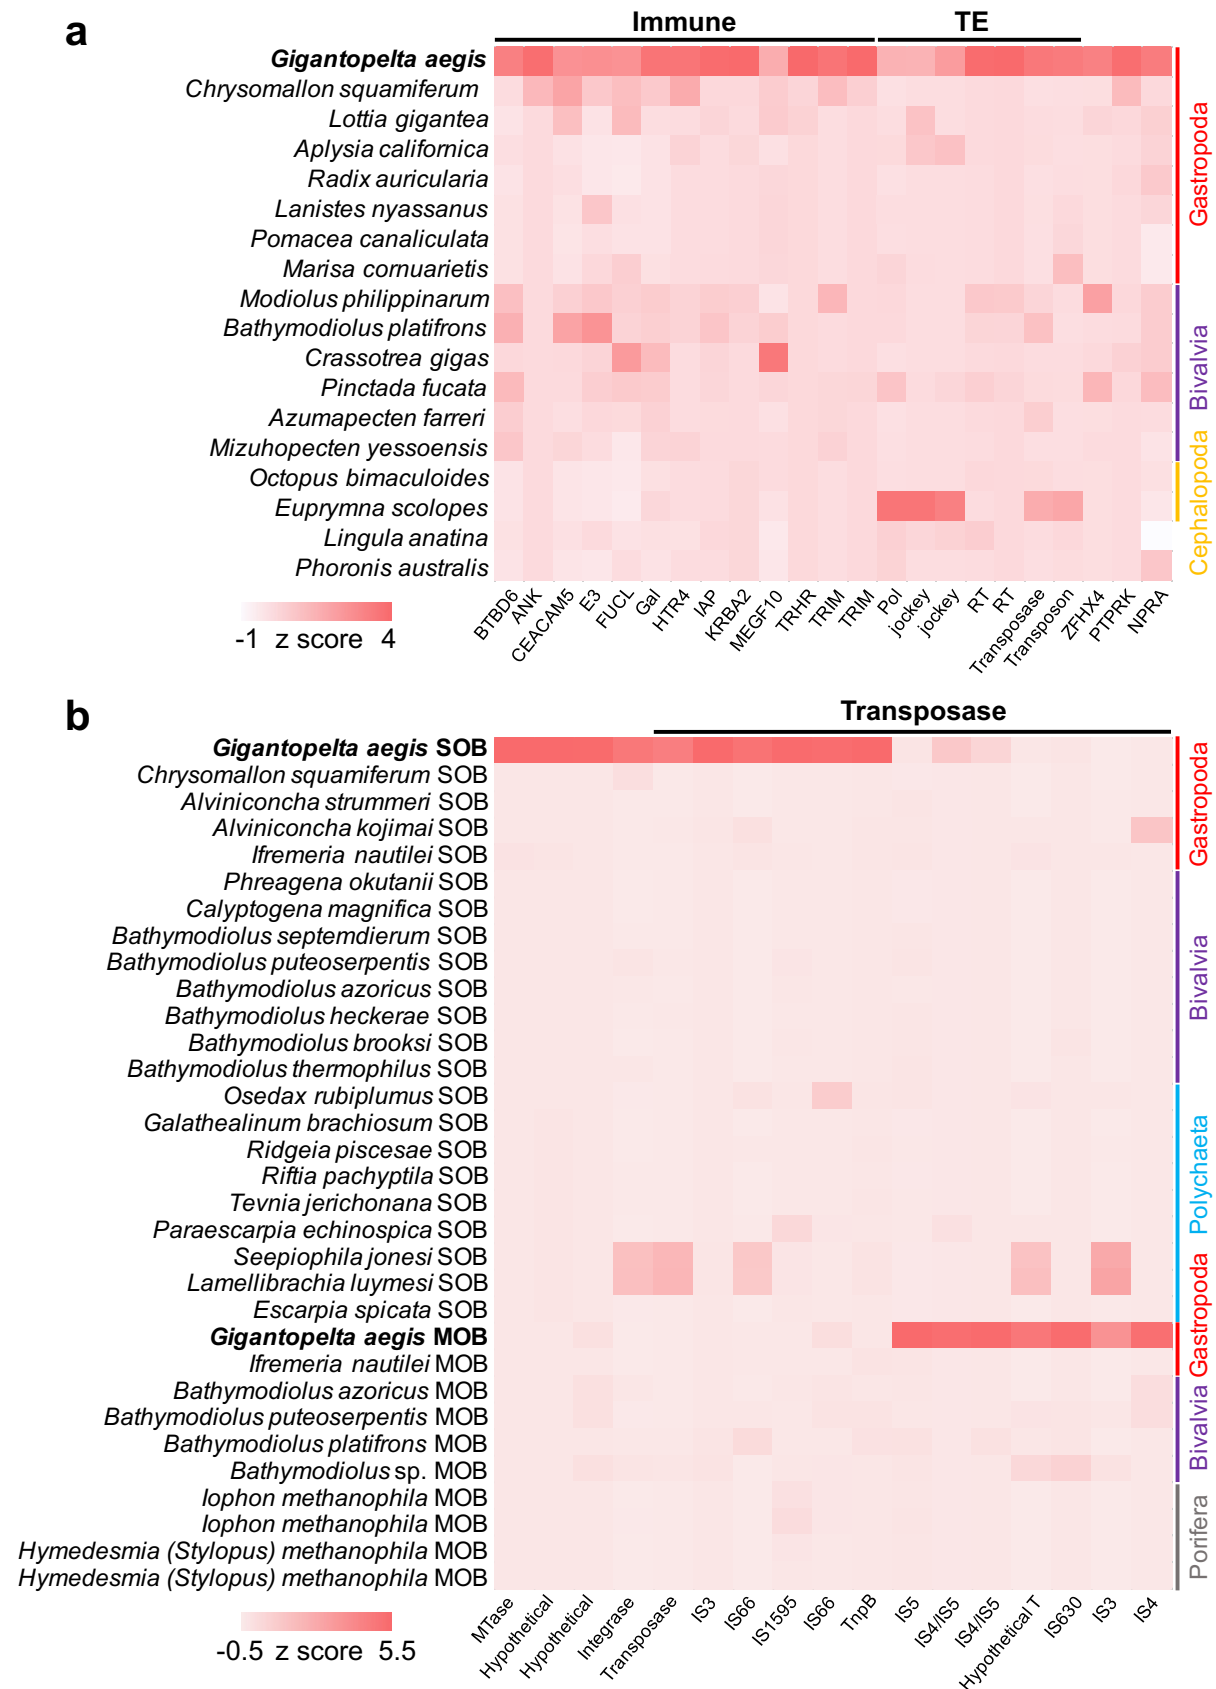 a
Immune TE
Gigantopelta aegis
Chrysomallon squamiferum
Lottia gigantea
Aplysia californica
Radix auricularia
Lanistes nyassanus
Pomacea canaliculata
Marisa cornuarietis
Modiolus philippinarum
Bathymodiolus platifrons
Crassotrea gigas
Pinctada fucata
Azumapecten farreri
Mizuhopecten yessoensis
Octopus bimaculoides
Euprymna scolopes
Lingula anatina
Phoronis australis
Gastropoda
Bivalvia
Cephalopoda
BTBD6 ANK CEACAM5 E3 FUCL Gal HTR4 IAP KRBA2 MEGF10 TRHR TRIM TRIM Pol jockey jockey RT RT Transposase Transposon ZFHX4 PTPRK NPRA
-1 z score 4
b
Transposase
Gigantopelta aegis SOB
Chrysomallon squamiferum SOB
Alviniconcha strummeri SOB
Alviniconcha kojimai SOB
Ifremeria nautilei SOB
Phreagena okutanii SOB
Calyptogena magnifica SOB
Bathymodiolus septemdierum SOB
Bathymodiolus puteoserpentis SOB
Bathymodiolus azoricus SOB
Bathymodiolus heckerae SOB
Bathymodiolus brooksi SOB
Bathymodiolus thermophilus SOB
Osedax rubiplumus SOB
Galathealinum brachiosum SOB
Ridgeia piscesae SOB
Riftia pachyptila SOB
Tevnia jerichonana SOB
Paraescarpia echinospica SOB
Seepiophila jonesi SOB
Lamellibrachia luymesi SOB
Escarpia spicata SOB
Gigantopelta aegis MOB
Ifremeria nautilei MOB
Bathymodiolus azoricus MOB
Bathymodiolus puteoserpentis MOB
Bathymodiolus platifrons MOB
Bathymodiolus sp. MOB
Iophon methanophila MOB
Iophon methanophila MOB
Hymedesmia (Stylopus) methanophila MOB
Hymedesmia (Stylopus) methanophila MOB
Gastropoda
Bivalvia
Polychaeta
Gastropoda
Bivalvia
Porifera
MTase Hypothetical Hypothetical Integrase Transposase IS3 IS66 IS1595 IS66 TnpB IS5 IS4/IS5 IS4/IS5 Hypothetical T IS630 IS3 IS4
-0.5 z score 5.5